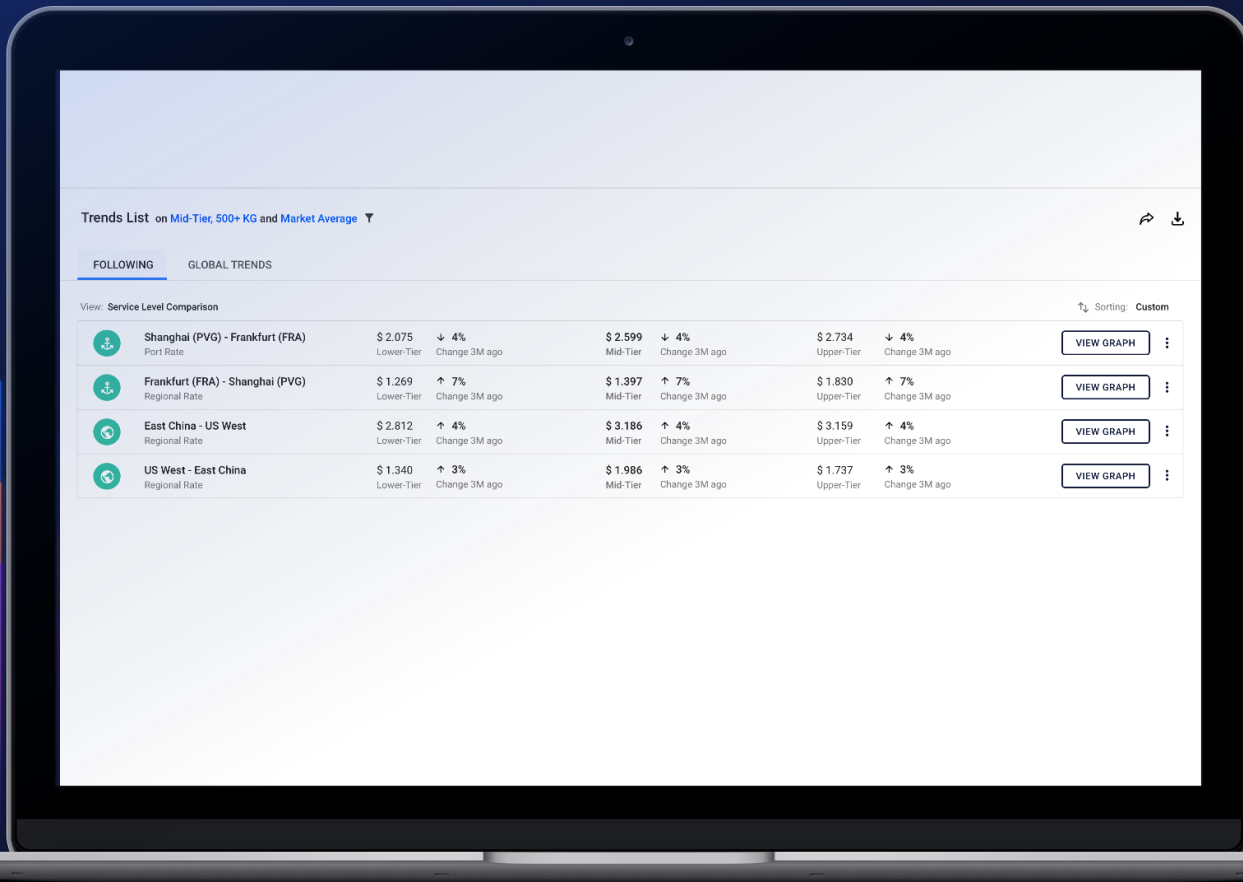 Trends List on Mid-Tier, 500+ KG and Market Average
FOLLOWING GLOBAL TRENDS
View: Service Level Comparison Sorting: Custom
Shanghai (PVG) - Frankfurt (FRA) $ 2.075 ↓ 4% $ 2.599 ↓ 4% $ 2.734 ↓ 4% VIEW GRAPH
Port Rate Lower-Tier Change 3M ago Mid-Tier Change 3M ago Upper-Tier Change 3M ago
Frankfurt (FRA) - Shanghai (PVG) $ 1.269 ↑ 7% $ 1.397 ↑ 7% $ 1.830 ↑ 7% VIEW GRAPH
Regional Rate Lower-Tier Change 3M ago Mid-Tier Change 3M ago Upper-Tier Change 3M ago
East China - US West $ 2.812 ↑ 4% $ 3.186 ↑ 4% $ 3.159 ↑ 4% VIEW GRAPH
Regional Rate Lower-Tier Change 3M ago Mid-Tier Change 3M ago Upper-Tier Change 3M ago
US West - East China $ 1.340 ↑ 3% $ 1.986 ↑ 3% $ 1.737 ↑ 3% VIEW GRAPH
Regional Rate Lower-Tier Change 3M ago Mid-Tier Change 3M ago Upper-Tier Change 3M ago